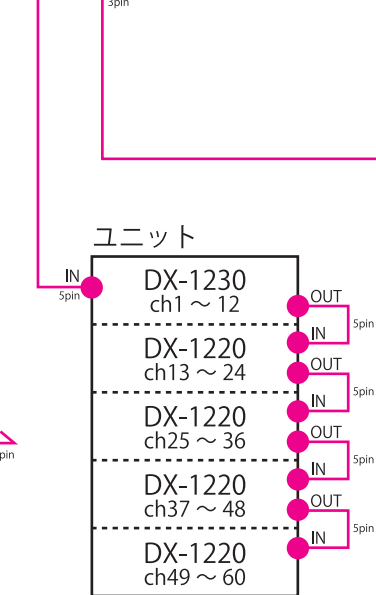 3pin
ユニット
IN
5pin
DX-1230
ch1 ～ 12
OUT
5pin
IN
DX-1220
ch13 ～ 24
OUT
5pin
IN
DX-1220
ch25 ～ 36
OUT
5pin
IN
DX-1220
ch37 ～ 48
OUT
5pin
IN
DX-1220
ch49 ～ 60
pin